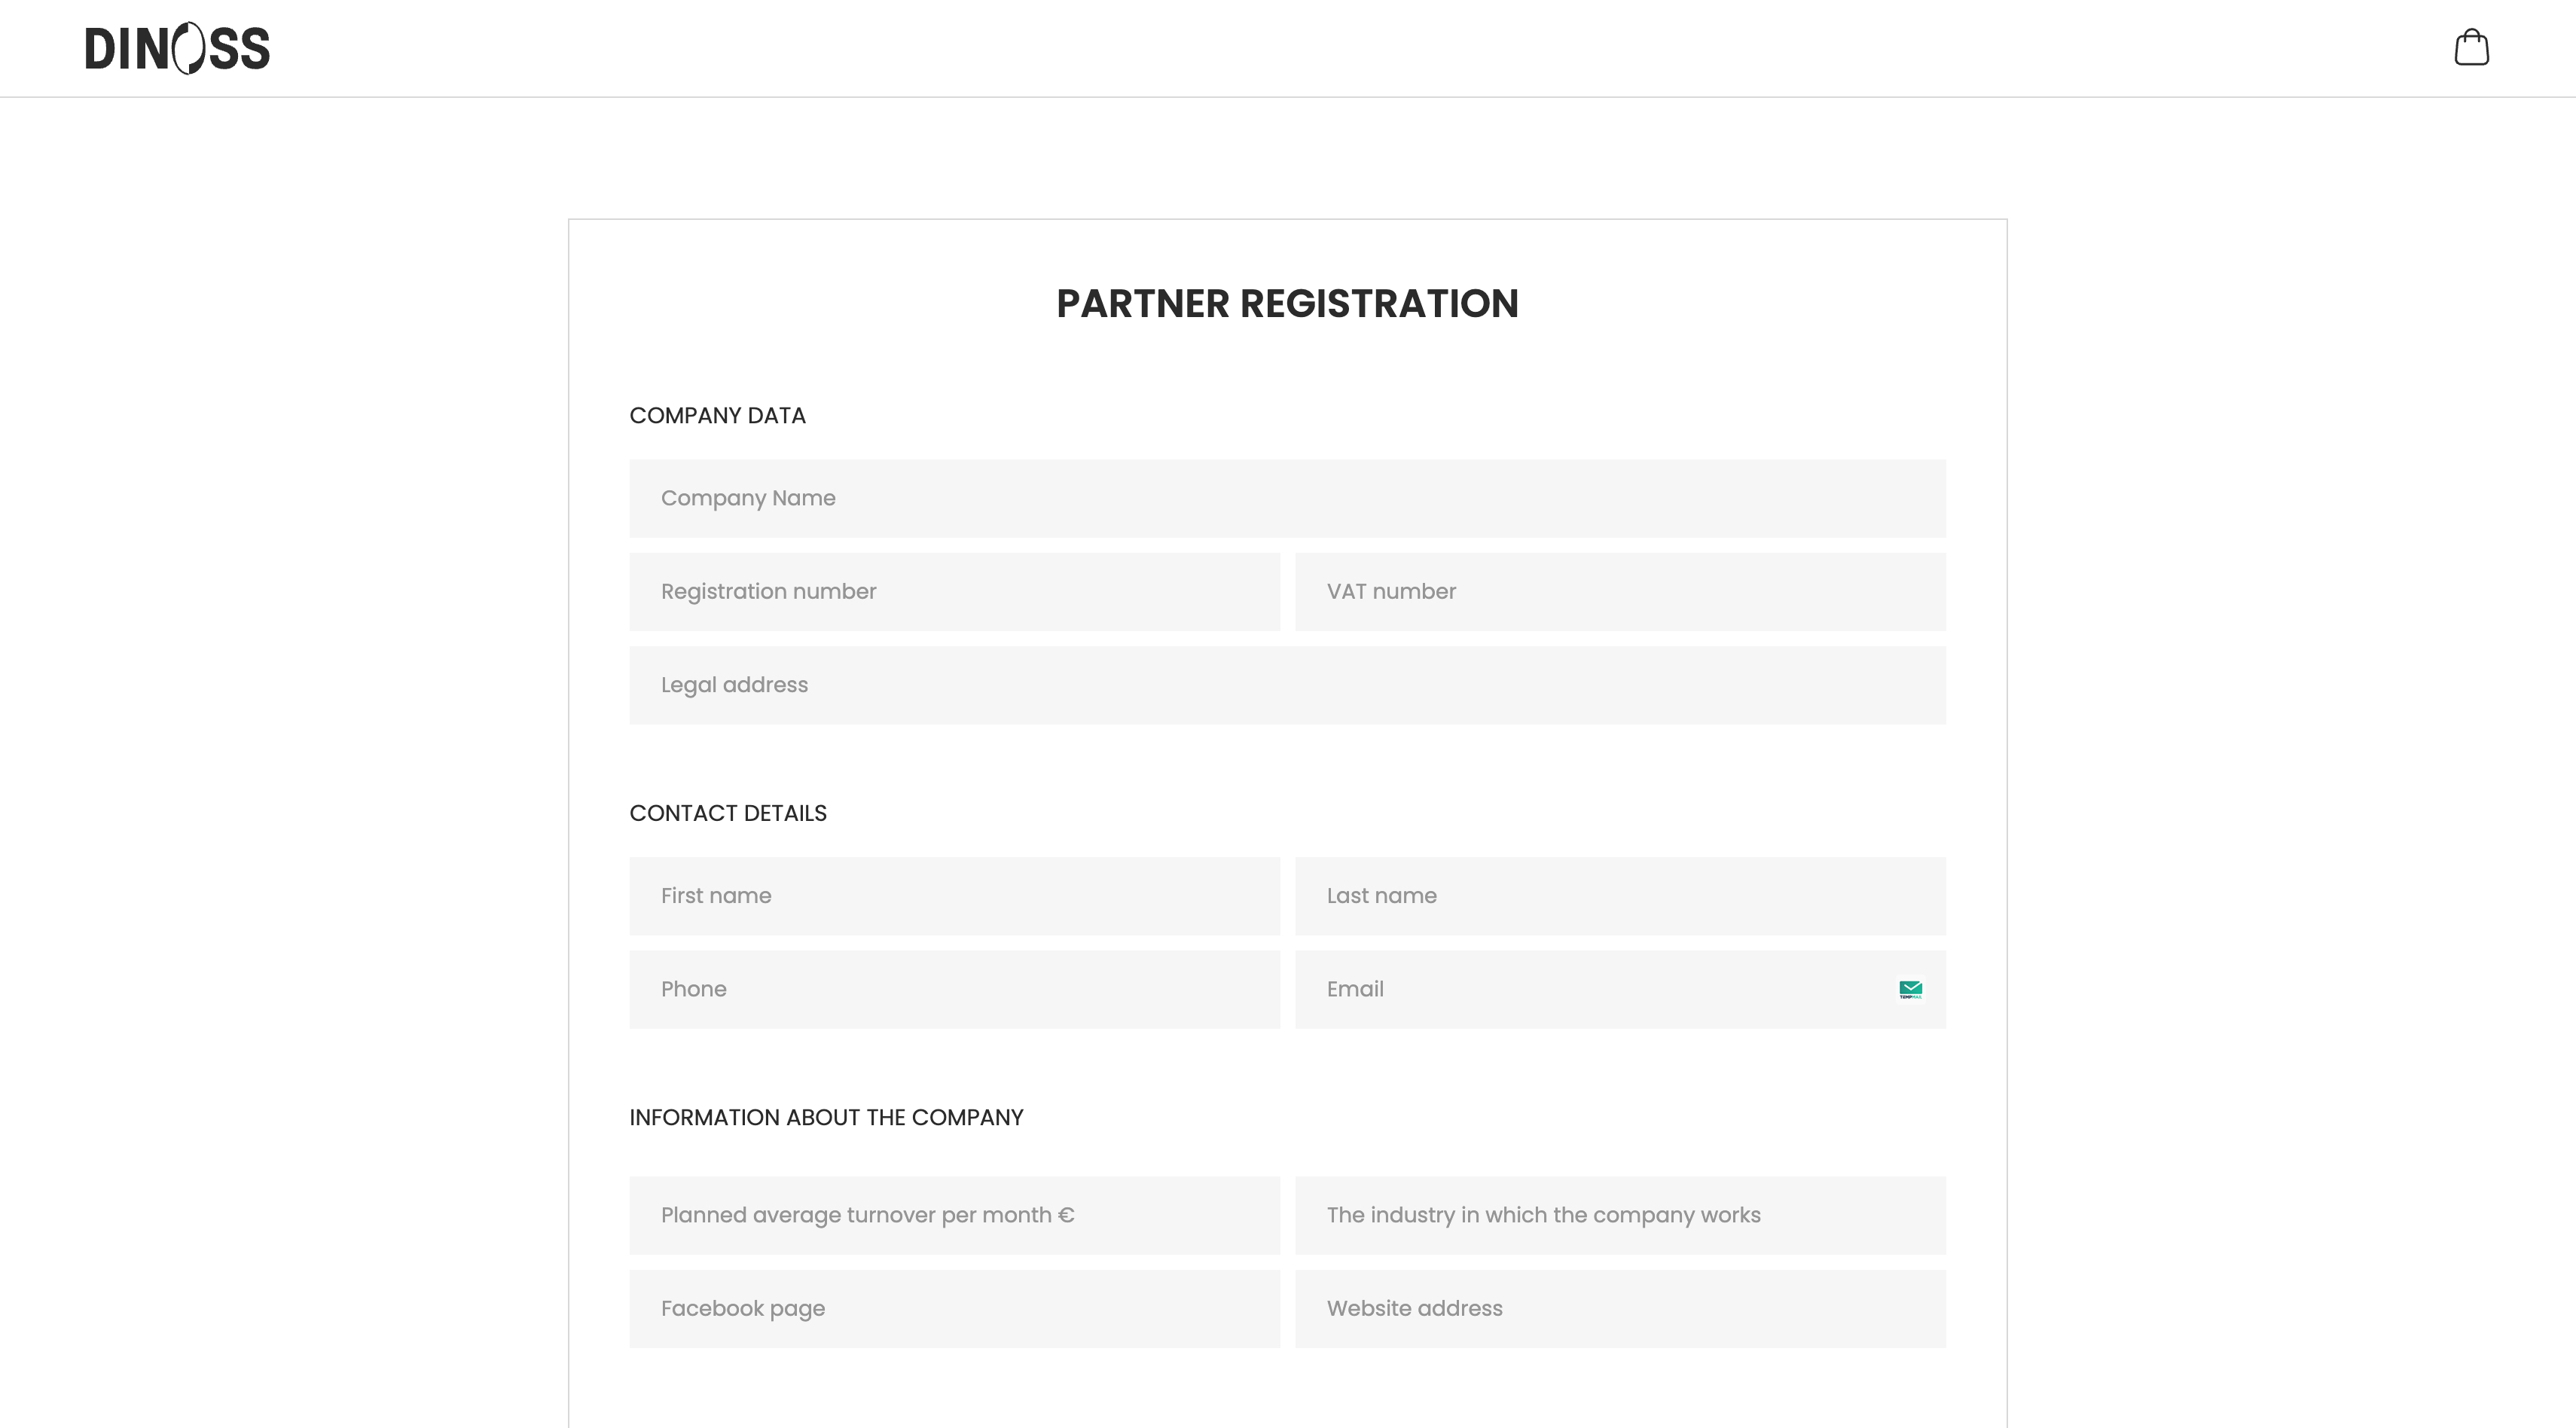 DINOSS
PARTNER REGISTRATION
COMPANY DATA
Company Name
Registration number
VAT number
Legal address
CONTACT DETAILS
First name
Last name
Phone
Email
TEMPMAIL
INFORMATION ABOUT THE COMPANY
Planned average turnover per month €
The industry in which the company works
Facebook page
Website address